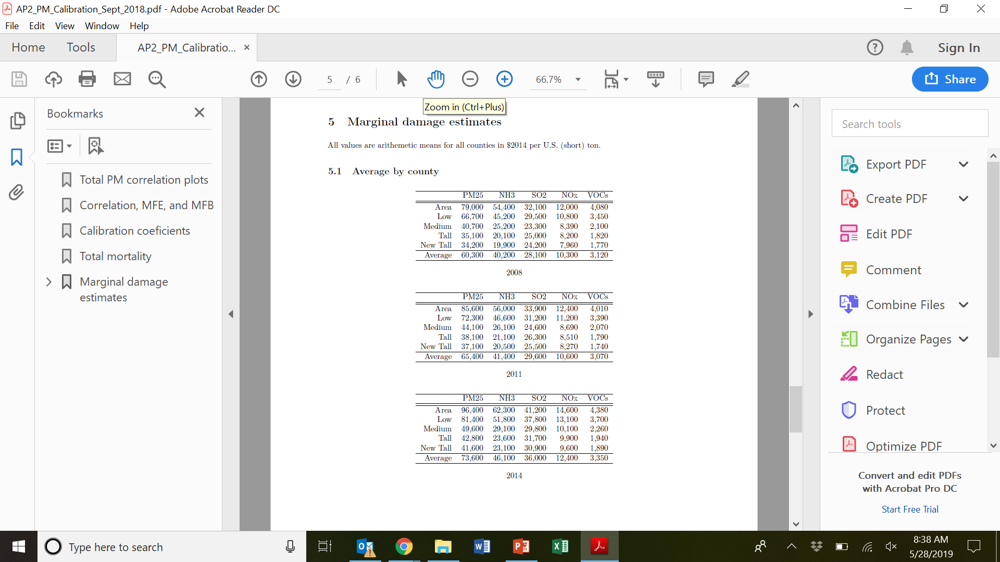 AP2_PM_Calibration_Sept_2018.pdf - Adobe Acrobat Reader DC
File Edit View Window Help
Home Tools AP2_PM_Calibratio... × Sign In
5 / 6 66.7% Share
Zoom in (Ctrl+Plus)
Bookmarks
Total PM correlation plots
Correlation, MFE, and MFB
Calibration coeficients
Total mortality
Marginal damage
estimates
5 Marginal damage estimates
All values are arithemetic means for all counties in $2014 per U.S. (short) ton.
5.1 Average by county
PM25 NH3 SO2 NOx VOCs
Area 79,000 54,400 32,100 12,000 4,080
Low 66,700 45,200 29,500 10,800 3,450
Medium 40,700 25,200 23,300 8,390 2,100
Tall 35,100 20,100 25,000 8,200 1,820
New Tall 34,200 19,900 24,200 7,960 1,770
Average 60,300 40,200 28,100 10,300 3,120
2008
PM25 NH3 SO2 NOx VOCs
Area 85,600 56,000 33,900 12,400 4,010
Low 72,300 46,600 31,200 11,200 3,390
Medium 44,100 26,100 24,600 8,690 2,070
Tall 38,100 21,100 26,300 8,510 1,790
New Tall 37,100 20,500 25,500 8,270 1,740
Average 65,400 41,400 29,600 10,600 3,070
2011
PM25 NH3 SO2 NOx VOCs
Area 96,400 62,300 41,200 14,600 4,380
Low 81,400 51,800 37,800 13,100 3,700
Medium 49,600 29,100 29,800 10,100 2,260
Tall 42,800 23,600 31,700 9,900 1,940
New Tall 41,600 23,100 30,900 9,600 1,890
Average 73,600 46,100 36,000 12,400 3,350
2014
Search tools
Export PDF
Create PDF
Edit PDF
Comment
Combine Files
Organize Pages
Redact
Protect
Optimize PDF
Convert and edit PDFs
with Acrobat Pro DC
Start Free Trial
Type here to search
8:38 AM
5/28/2019